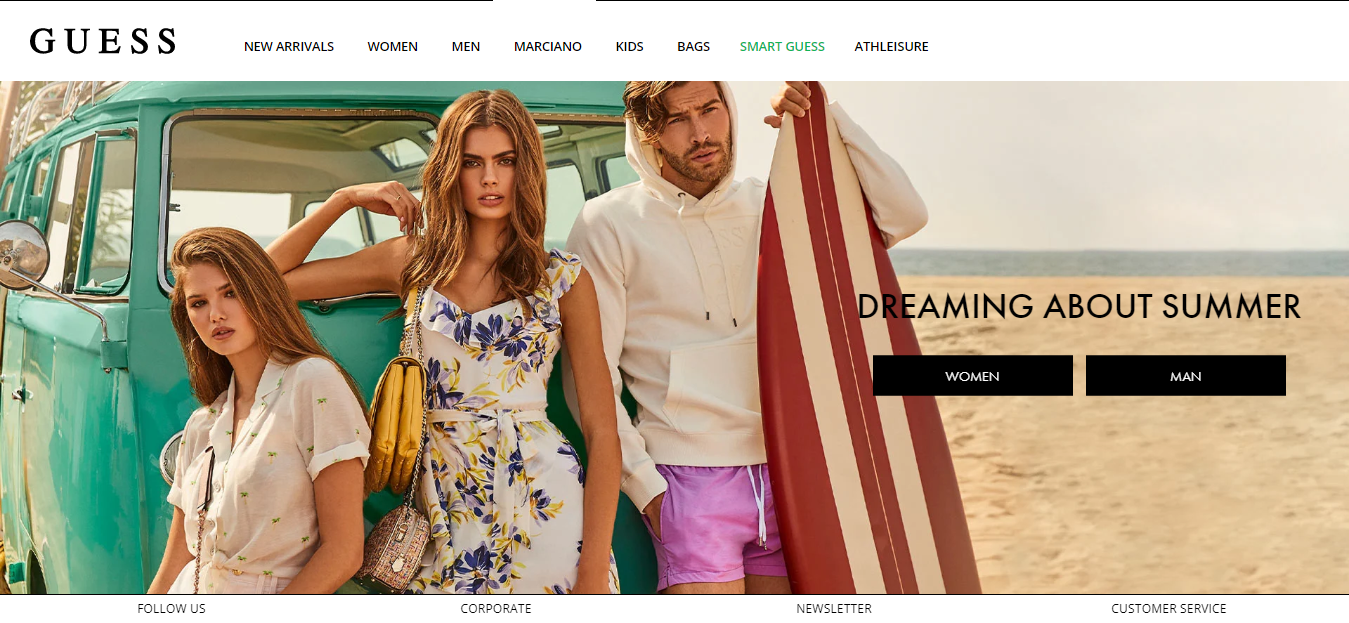 GUESS
NEW ARRIVALS WOMEN MEN MARCIANO KIDS BAGS SMART GUESS ATHLEISURE
DREAMING ABOUT SUMMER
WOMEN MAN
FOLLOW US CORPORATE NEWSLETTER CUSTOMER SERVICE